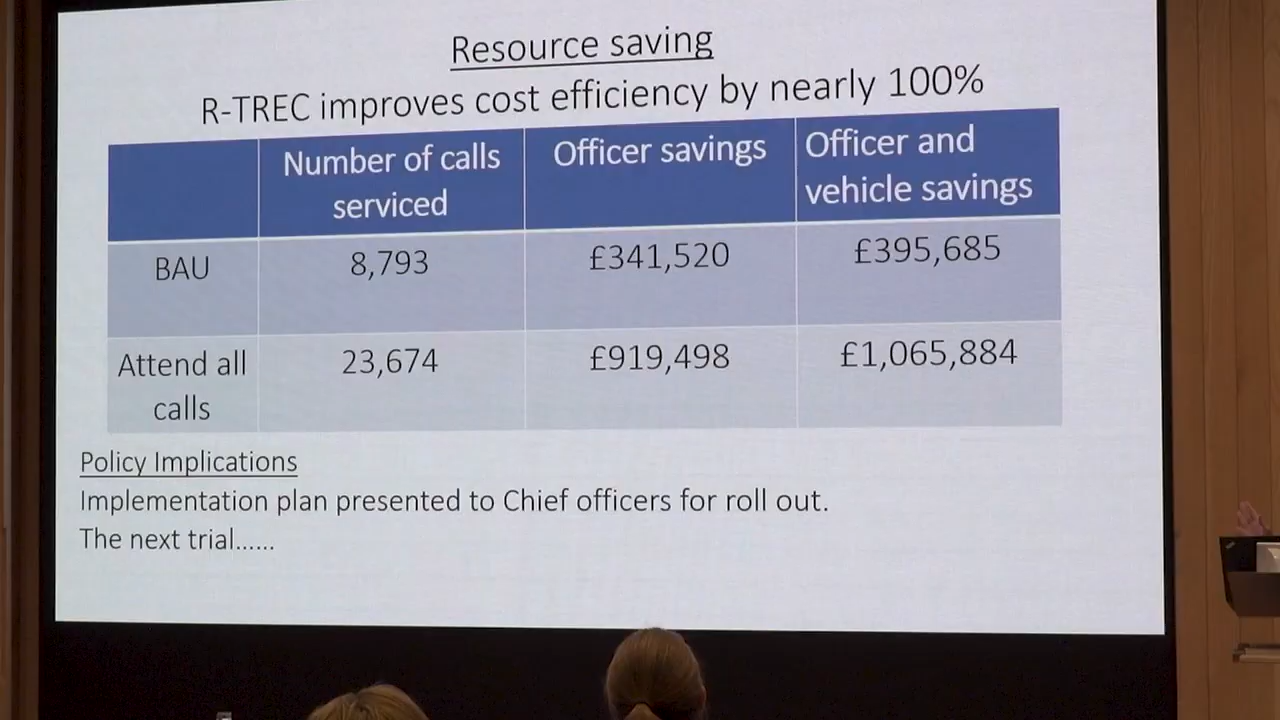 Resource saving
R-TREC improves cost efficiency by nearly 100%
Number of calls serviced
Officer savings
Officer and vehicle savings
BAU
8,793
£341,520
£395,685
Attend all calls
23,674
£919,498
£1,065,884
Policy Implications
Implementation plan presented to Chief officers for roll out.
The next trial......